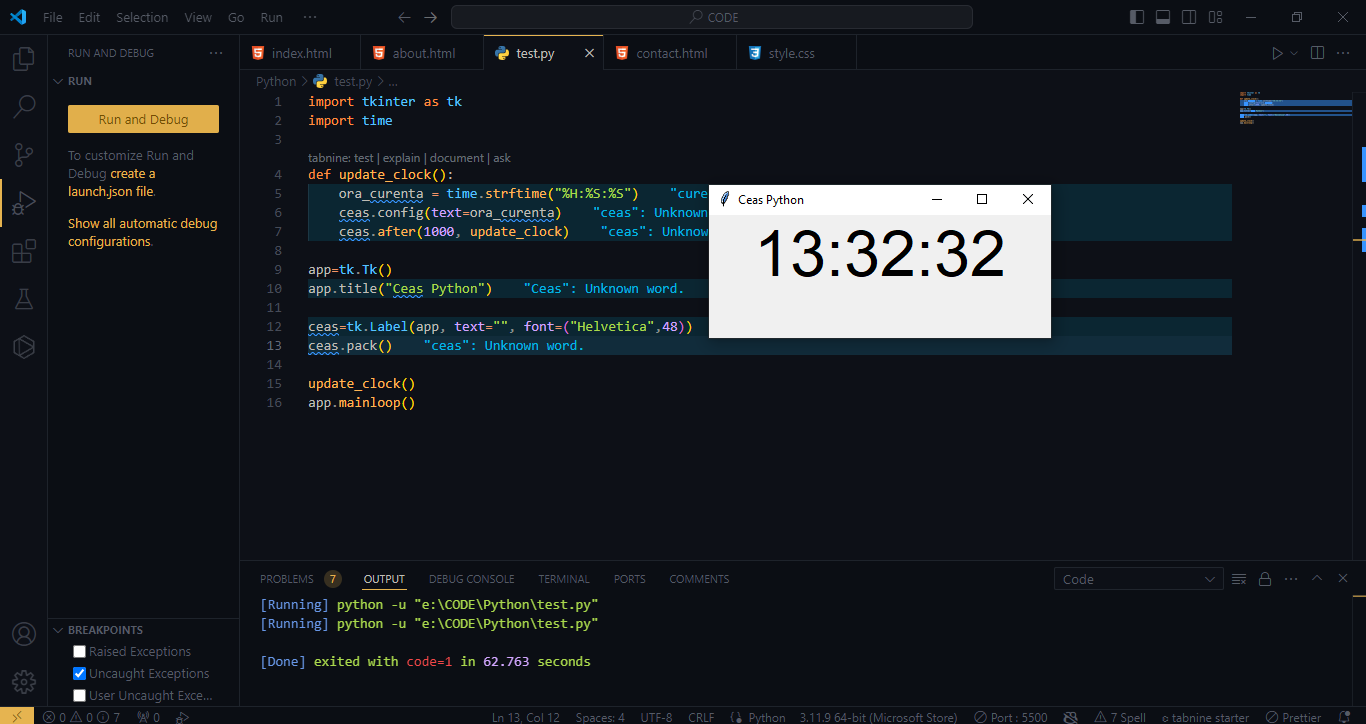 File Edit Selection View Go Run ··· CODE
RUN AND DEBUG ···
RUN
Run and Debug
To customize Run and
Debug create a
launch.json file.
Show all automatic debug
configurations.
BREAKPOINTS
Raised Exceptions
Uncaught Exceptions
User Uncaught Exce...
index.html about.html test.py contact.html style.css
Python > test.py > ...
1 import tkinter as tk
2 import time
3
tabnine: test | explain | document | ask
4 def update_clock():
5 ora_curenta = time.strftime("%H:%S:%S") "cure
6 ceas.config(text=ora_curenta) "ceas": Unknown
7 ceas.after(1000, update_clock) "ceas": Unknow
8
9 app=tk.Tk()
10 app.title("Ceas Python") "Ceas": Unknown word.
11
12 ceas=tk.Label(app, text="", font=("Helvetica",48))
13 ceas.pack() "ceas": Unknown word.
14
15 update_clock()
16 app.mainloop()
Ceas Python
13:32:32
PROBLEMS 7 OUTPUT DEBUG CONSOLE TERMINAL PORTS COMMENTS Code
[Running] python -u "e:\CODE\Python\test.py"
[Running] python -u "e:\CODE\Python\test.py"
[Done] exited with code=1 in 62.763 seconds
0 0 7 0 Ln 13, Col 12 Spaces: 4 UTF-8 CRLF Python 3.11.9 64-bit (Microsoft Store) Port : 5500 7 Spell tabnine starter Prettier